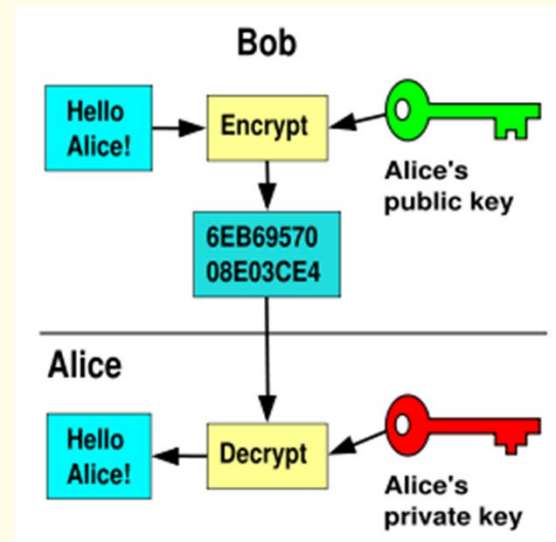 Bob
Hello
Alice!
Encrypt
Alice's
public key
6EB69570
08E03CE4
Alice
Hello
Alice!
Decrypt
Alice's
private key